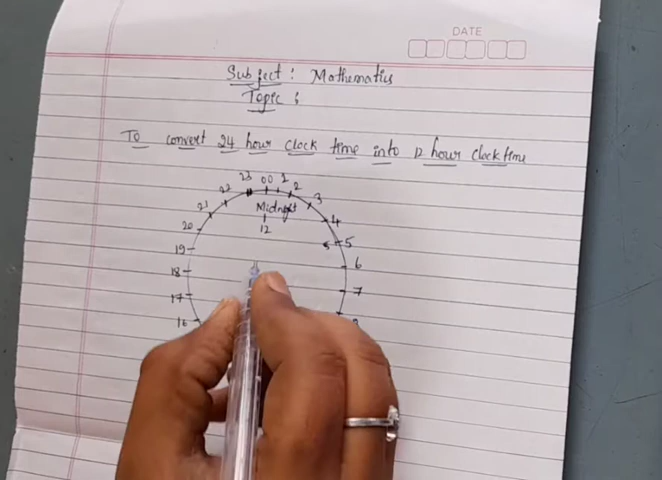 DATE
Subject : Mathematics
Topic :
To convert 24 hour clock time into 12 hour clock time
23 00 1
22 2
21 3
Midnight
20 4
12
19 5
18 6
17 7
16